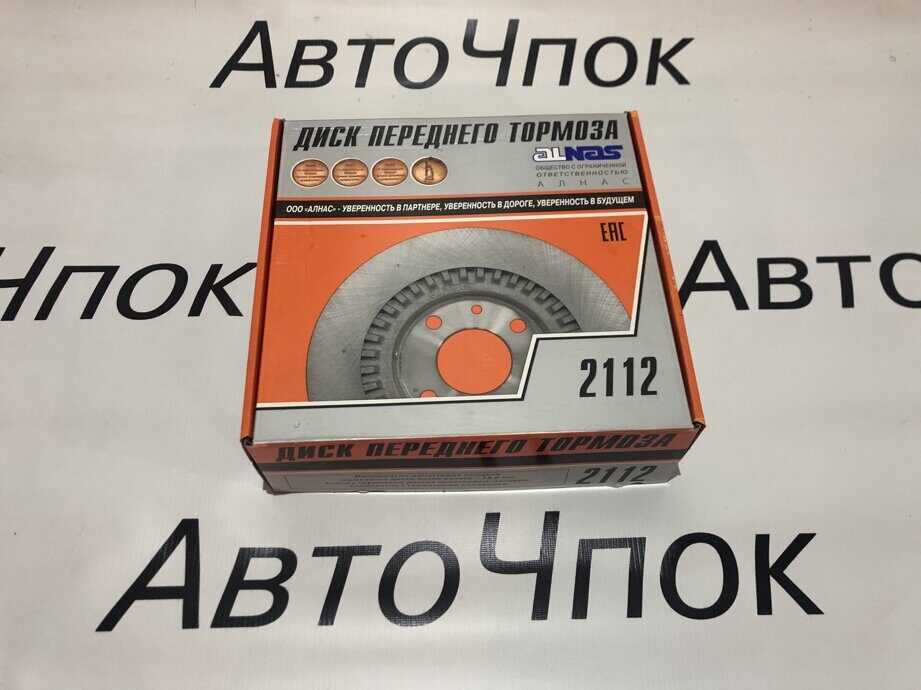 АвтоЧпок
ДИСК ПЕРЕДНЕГО ТОРМОЗА
ALNAS
ОБЩЕСТВО С ОГРАНИЧЕННОЙ
ОТВЕТСТВЕННОСТЬЮ
АЛНАС
ООО «АЛНАС» - УВЕРЕННОСТЬ В ПАРТНЕРЕ, УВЕРЕННОСТЬ В ДОРОГЕ, УВЕРЕННОСТЬ В БУДУЩЕМ
EAC
Чпок
Авто
2112
ДИСК ПЕРЕДНЕГО ТОРМОЗА
2112
АвтоЧпок